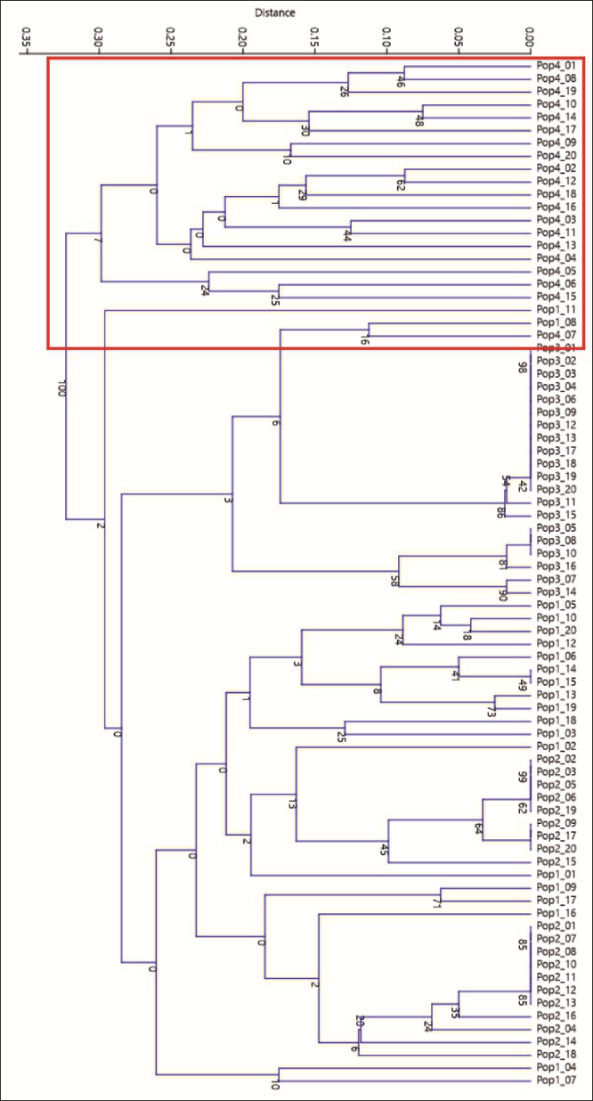 Distance
0.35
0.30
0.25
0.20
0.15
0.10
0.05
0.00
Pop4_01
Pop4_08
Pop4_19
Pop4_10
Pop4_14
Pop4_17
Pop4_09
Pop4_20
Pop4_02
Pop4_12
Pop4_18
Pop4_16
Pop4_03
Pop4_11
Pop4_13
Pop4_04
Pop4_05
Pop4_06
Pop4_15
Pop1_11
Pop1_08
Pop4_07
Pop3_01
Pop3_02
Pop3_03
Pop3_04
Pop3_06
Pop3_09
Pop3_12
Pop3_13
Pop3_17
Pop3_18
Pop3_19
Pop3_20
Pop3_11
Pop3_15
Pop3_05
Pop3_08
Pop3_10
Pop3_16
Pop3_07
Pop3_14
Pop1_05
Pop1_10
Pop1_20
Pop1_12
Pop1_06
Pop1_14
Pop1_15
Pop1_13
Pop1_19
Pop1_18
Pop1_03
Pop1_02
Pop2_02
Pop2_03
Pop2_05
Pop2_06
Pop2_19
Pop2_09
Pop2_17
Pop2_20
Pop2_15
Pop1_01
Pop1_09
Pop1_17
Pop1_16
Pop2_01
Pop2_07
Pop2_08
Pop2_10
Pop2_11
Pop2_12
Pop2_13
Pop2_16
Pop2_04
Pop2_14
Pop2_18
Pop1_04
Pop1_07
46
26
48
30
0
10
1
62
29
1
44
0
0
0
0
7
24
25
16
100
98
42
54
86
6
3
81
58
90
2
14
18
24
3
41
49
8
73
1
25
0
0
13
99
62
64
45
2
0
71
0
2
85
85
35
24
20
6
0
10